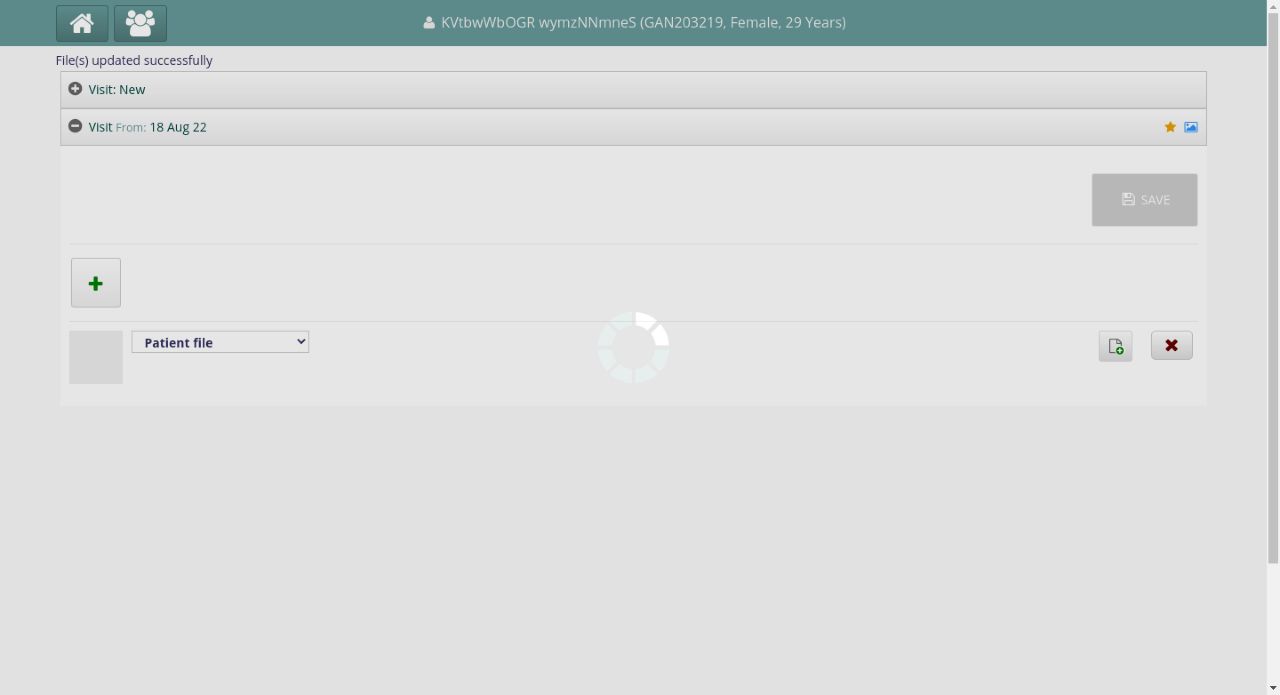 KVtbwWbOGR wymzNNmneS (GAN203219, Female, 29 Years)
File(s) updated successfully
Visit: New
Visit From: 18 Aug 22
SAVE
Patient file